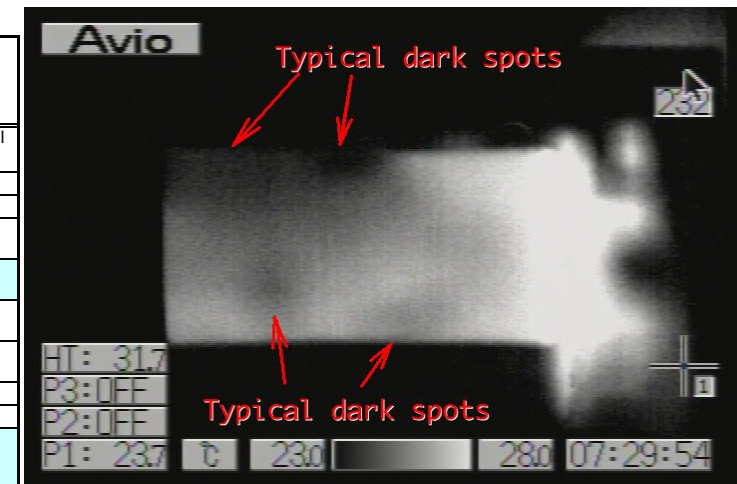 Avio
Typical dark spots
232
HT: 31.7
P3:OFF
P2:OFF
Typical dark spots
1
P1: 23.7 ℃ 23.0 28.0 07:29:54